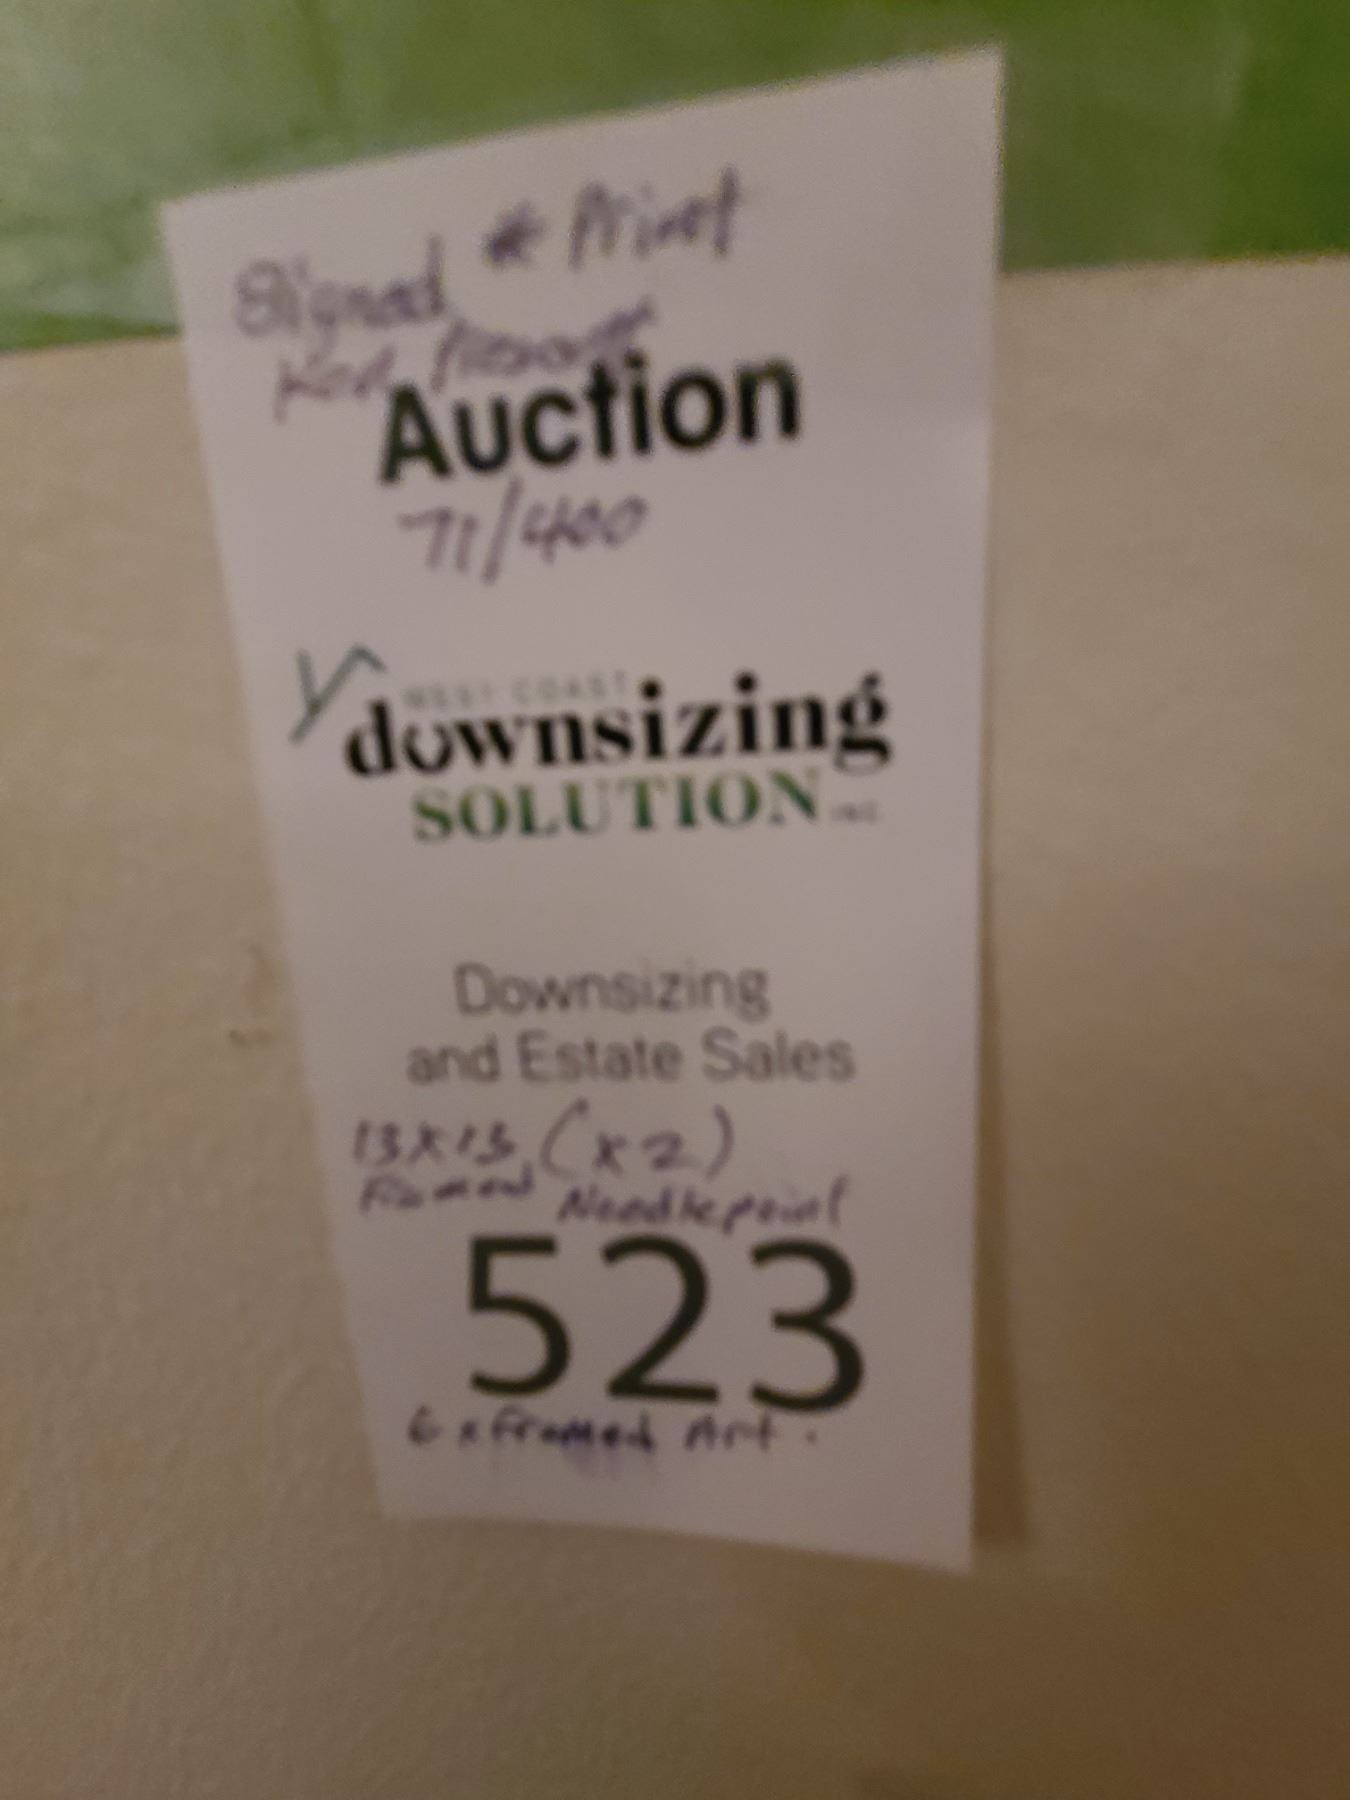 Signed # Print
Auction
71/400
WEST COAST
downsizing
SOLUTION INC
Downsizing
and Estate Sales
13x13 (x2)
Needlepoint
523
6 x Framed Art.